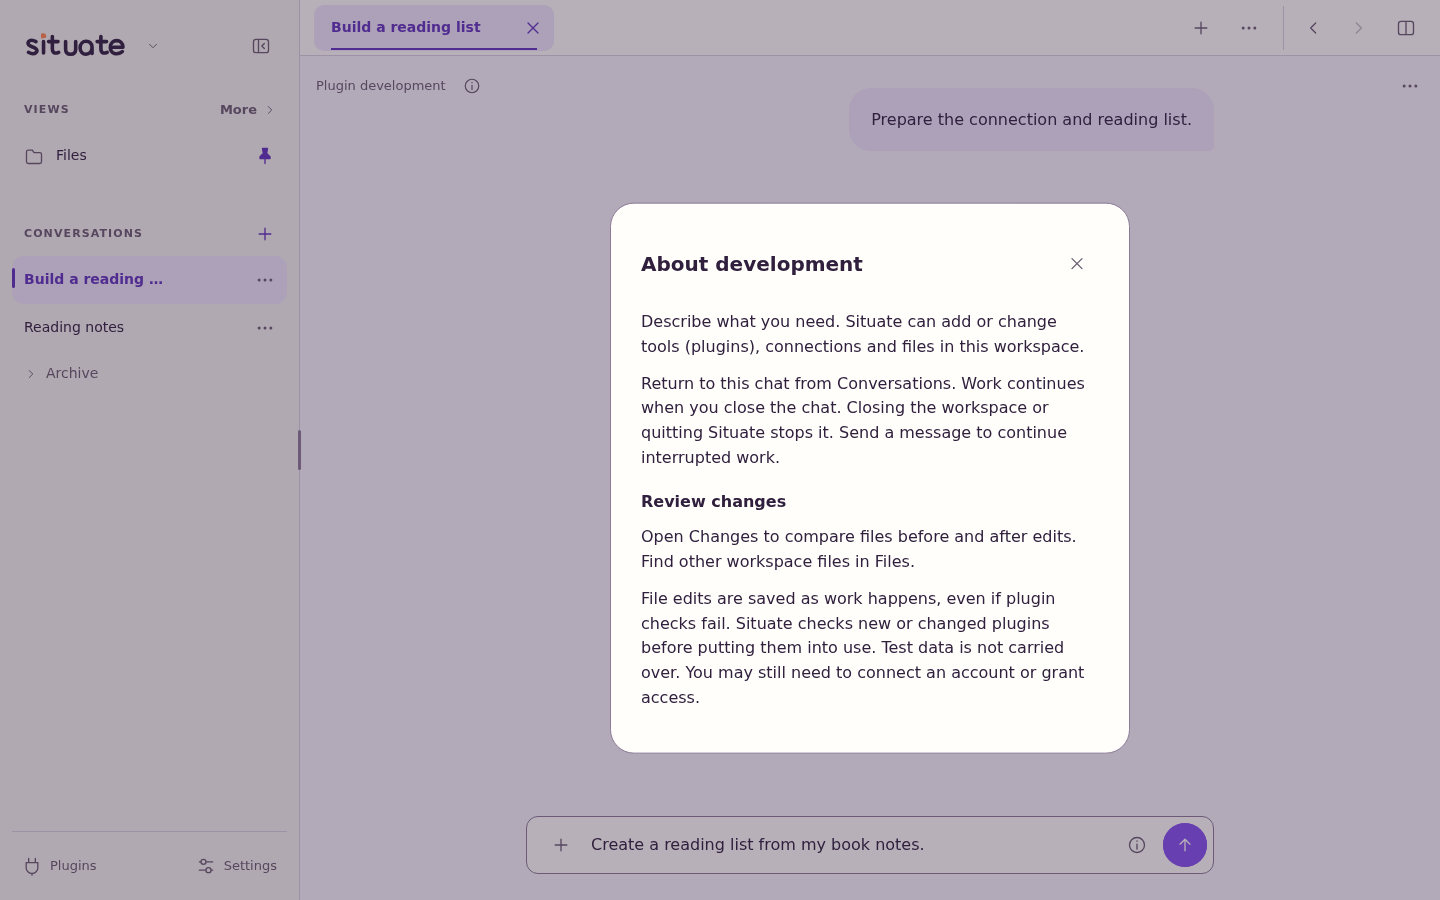 situate
VIEWS
More
Files
CONVERSATIONS
Build a reading ...
Reading notes
Archive
Plugins
Settings
Build a reading list
Plugin development
Prepare the connection and reading list.
About development
Describe what you need. Situate can add or change
tools (plugins), connections and files in this workspace.
Return to this chat from Conversations. Work continues
when you close the chat. Closing the workspace or
quitting Situate stops it. Send a message to continue
interrupted work.
Review changes
Open Changes to compare files before and after edits.
Find other workspace files in Files.
File edits are saved as work happens, even if plugin
checks fail. Situate checks new or changed plugins
before putting them into use. Test data is not carried
over. You may still need to connect an account or grant
access.
Create a reading list from my book notes.